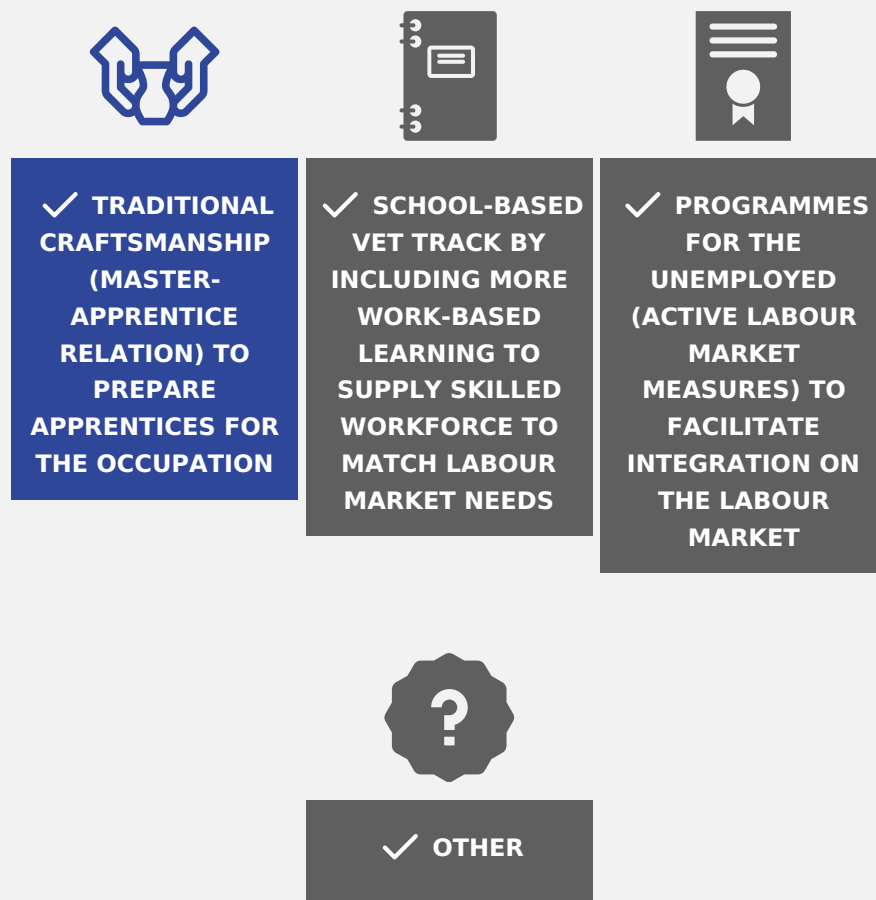 TRADITIONAL
CRAFTSMANSHIP
(MASTER-
APPRENTICE
RELATION) TO
PREPARE
APPRENTICES FOR
THE OCCUPATION
SCHOOL-BASED
VET TRACK BY
INCLUDING MORE
WORK-BASED
LEARNING TO
SUPPLY SKILLED
WORKFORCE TO
MATCH LABOUR
MARKET NEEDS
PROGRAMMES
FOR THE
UNEMPLOYED
(ACTIVE LABOUR
MARKET
MEASURES) TO
FACILITATE
INTEGRATION ON
THE LABOUR
MARKET
?
OTHER